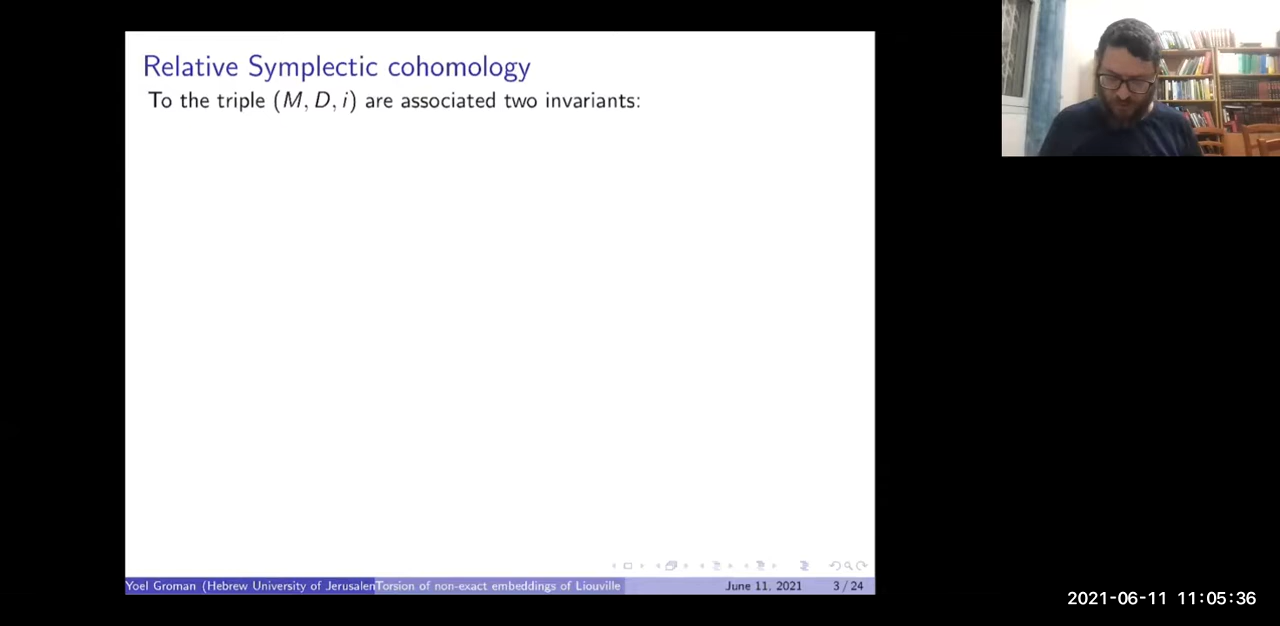 Relative Symplectic cohomology
To the triple (M, D, i) are associated two invariants:
Yoel Groman (Hebrew University of Jerusalen Torsion of non-exact embeddings of Liouville June 11, 2021 3 / 24
2021-06-11 11:05:36